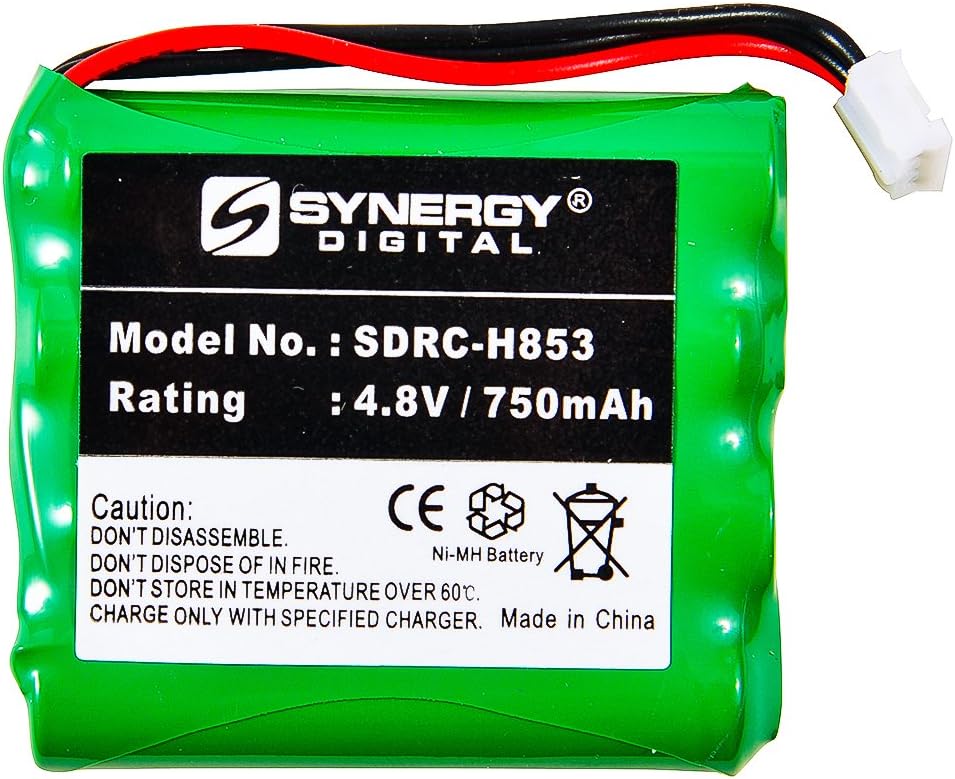 SYNERGY®
DIGITAL
Model No. : SDRC-H853
Rating : 4.8V / 750mAh
Caution:
DON'T DISASSEMBLE.
DON'T DISPOSE OF IN FIRE.
DON'T STORE IN TEMPERATURE OVER 60℃.
CHARGE ONLY WITH SPECIFIED CHARGER.
CE
Ni-MH Battery
Made in China